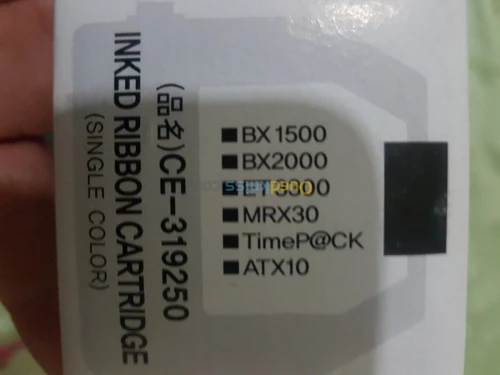 INKED RIBBON CARTRIDGE
(SINGLE COLOR)
(品名)CE-319250
■BX1500
■BX2000
■MRX30
■TimeP@CK
■ATX10